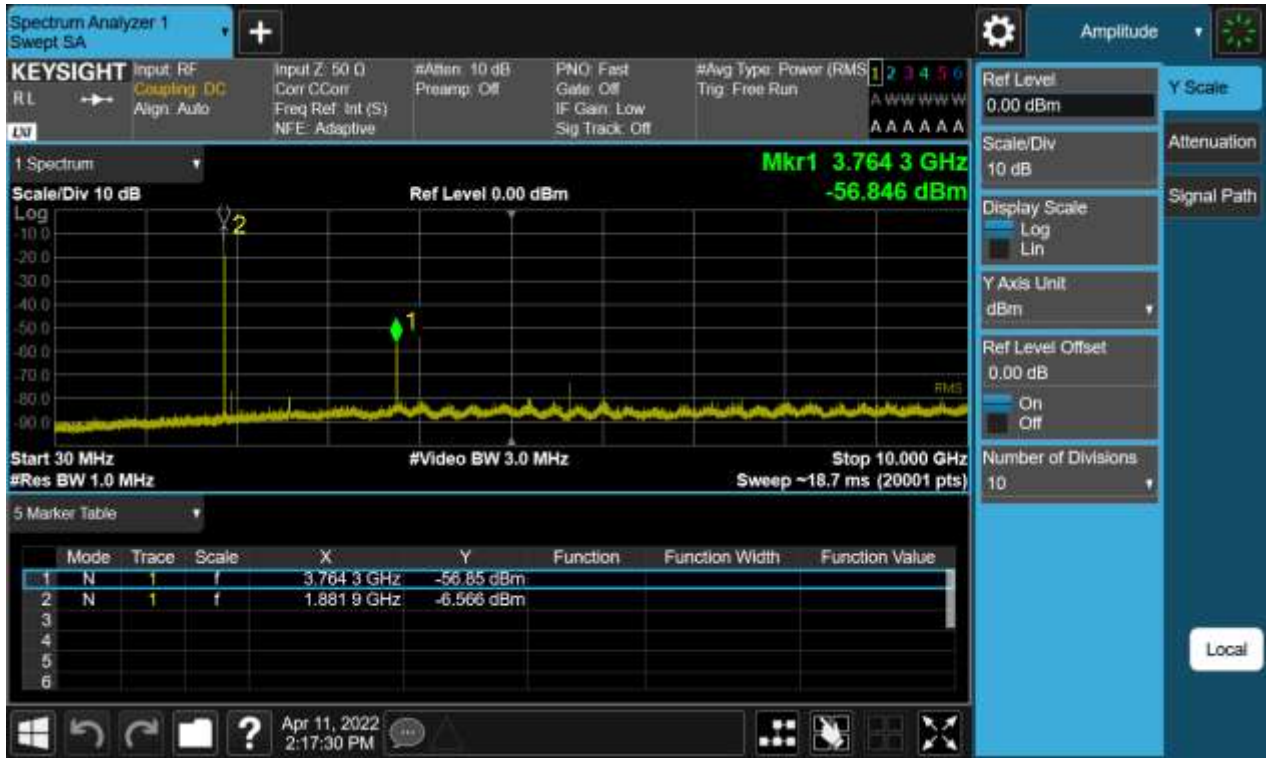 Spectrum Analyzer 1
Swept SA
+
Amplitude
KEYSIGHT
RL
LXI
Input: RF
Coupling: DC
Align: Auto
Input Z: 50 Ω
Corr CCorr
Freq Ref: Int (S)
NFE: Adaptive
#Atten: 10 dB
Preamp: Off
PNO: Fast
Gate: Off
IF Gain: Low
Sig Track: Off
#Avg Type: Power (RMS
Trig: Free Run
1 2 3 4 5 6
A W W W W W
A A A A A A
1 Spectrum
Mkr1 3.764 3 GHz
-56.846 dBm
Scale/Div 10 dB
Ref Level 0.00 dBm
Log
-10.0
-20.0
-30.0
-40.0
-50.0
-60.0
-70.0
-80.0
-90.0
2
1
RMS
Start 30 MHz
#Video BW 3.0 MHz
Stop 10.000 GHz
#Res BW 1.0 MHz
Sweep ~18.7 ms (20001 pts)
5 Marker Table
Mode Trace Scale X Y Function Function Width Function Value
1 N 1 f 3.764 3 GHz -56.85 dBm
2 N 1 f 1.881 9 GHz -6.566 dBm
3
4
5
6
?
Apr 11, 2022
2:17:30 PM
Ref Level
0.00 dBm
Scale/Div
10 dB
Display Scale
Log
Lin
Y Axis Unit
dBm
Ref Level Offset
0.00 dB
On
Off
Number of Divisions
10
Y Scale
Attenuation
Signal Path
Local